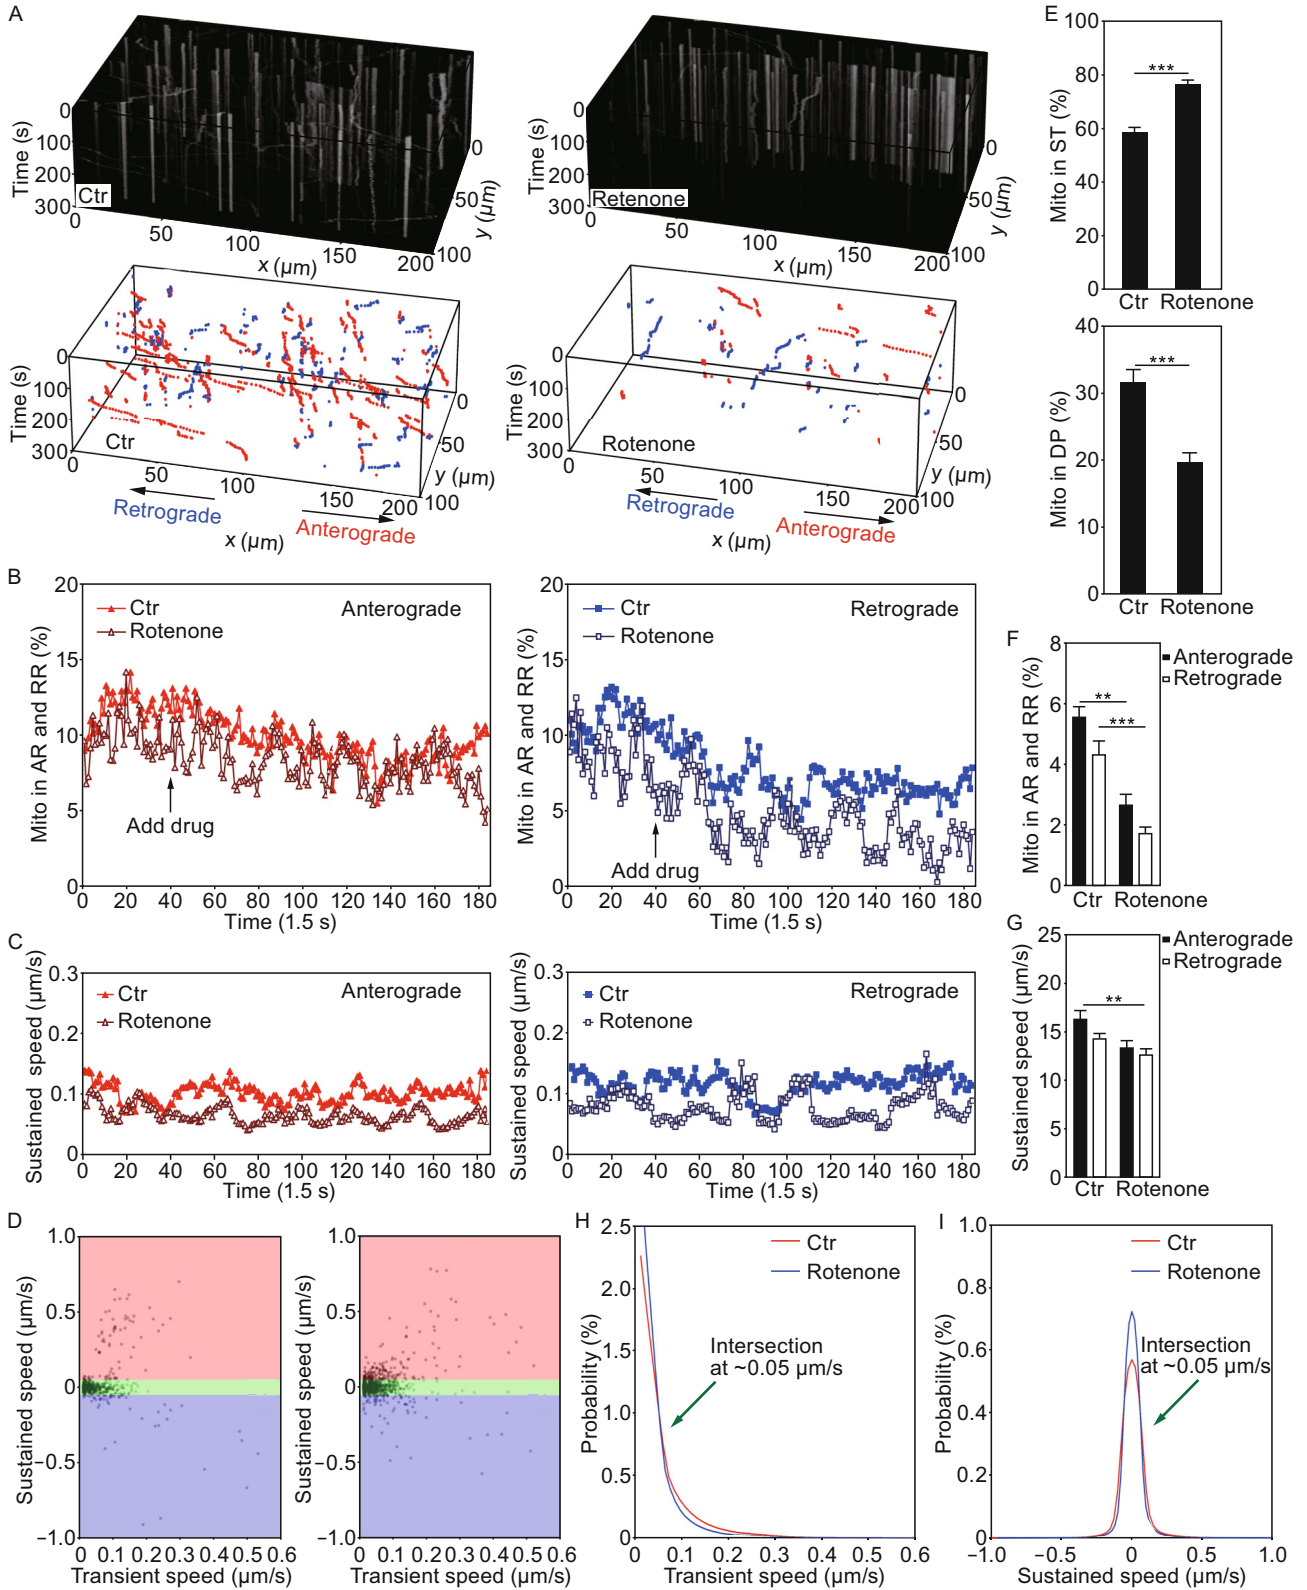 A
Time (s)
0
100
200
300
Ctr
0
50
100
150
200
x (µm)
0
50
100
y (µm)
Time (s)
0
100
200
300
Retenone
0
50
100
150
200
x (µm)
0
50
100
y (µm)
Time (s)
0
100
200
300
Ctr
0
50
100
150
200
x (µm)
0
50
100
y (µm)
Retrograde
Anterograde
Time (s)
0
100
200
300
Rotenone
0
50
100
150
200
x (µm)
0
50
100
y (µm)
Retrograde
Anterograde
B
Mito in AR and RR (%)
20
15
10
5
0
Ctr
Rotenone
Anterograde
Add drug
0 20 40 60 80 100 120 140 160 180
Time (1.5 s)
20
15
10
5
0
Ctr
Rotenone
Retrograde
Add drug
0 20 40 60 80 100 120 140 160 180
Time (1.5 s)
C
Sustained speed (µm/s)
0.3
0.2
0.1
0
Ctr
Rotenone
Anterograde
0 20 40 60 80 100 120 140 160 180
Time (1.5 s)
Sustained speed (µm/s)
0.3
0.2
0.1
0
Ctr
Rotenone
Retrograde
0 20 40 60 80 100 120 140 160 180
Time (1.5 s)
D
Sustained speed (µm/s)
1.0
0.5
0
−0.5
−1.0
0 0.1 0.2 0.3 0.4 0.5 0.6
Transient speed (µm/s)
Sustained speed (µm/s)
1.0
0.5
0
−0.5
−1.0
0 0.1 0.2 0.3 0.4 0.5 0.6
Transient speed (µm/s)
E
Mito in ST (%)
100
80
60
40
20
0
***
Ctr Rotenone
Mito in DP (%)
40
30
20
10
0
***
Ctr Rotenone
F
Mito in AR and RR (%)
8
6
4
2
0
**
***
Anterograde
Retrograde
Ctr Rotenone
G
Sustained speed (µm/s)
25
20
15
10
5
0
**
Anterograde
Retrograde
Ctr Rotenone
H
Probability (%)
2.5
2.0
1.5
1.0
0.5
0
Ctr
Rotenone
Intersection
at ~0.05 µm/s
0 0.1 0.2 0.3 0.4 0.5 0.6
Transient speed (µm/s)
I
Probability (%)
1.0
0.8
0.6
0.4
0.2
0
Ctr
Rotenone
Intersection
at ~0.05 µm/s
−1.0 −0.5 0 0.5 1.0
Sustained speed (µm/s)